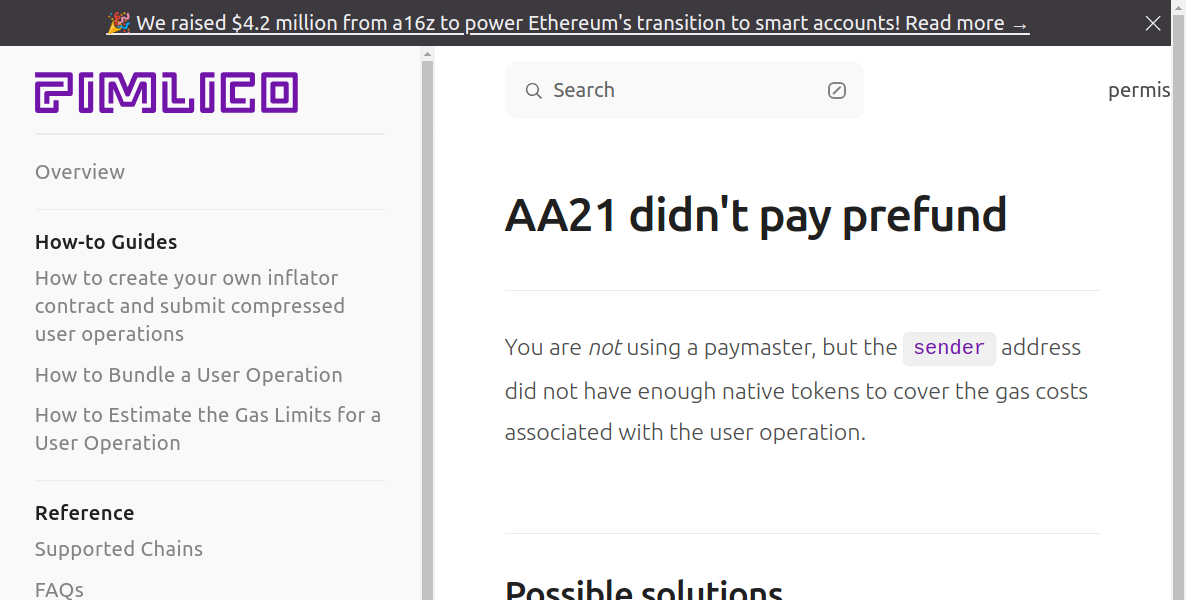 🎉 We raised $4.2 million from a16z to power Ethereum's transition to smart accounts! Read more →
PIMLICO
Search
permis
Overview
How-to Guides
How to create your own inflator
contract and submit compressed
user operations
How to Bundle a User Operation
How to Estimate the Gas Limits for a
User Operation
Reference
Supported Chains
FAQs
AA21 didn't pay prefund
You are not using a paymaster, but the sender address
did not have enough native tokens to cover the gas costs
associated with the user operation.
Possible solutions